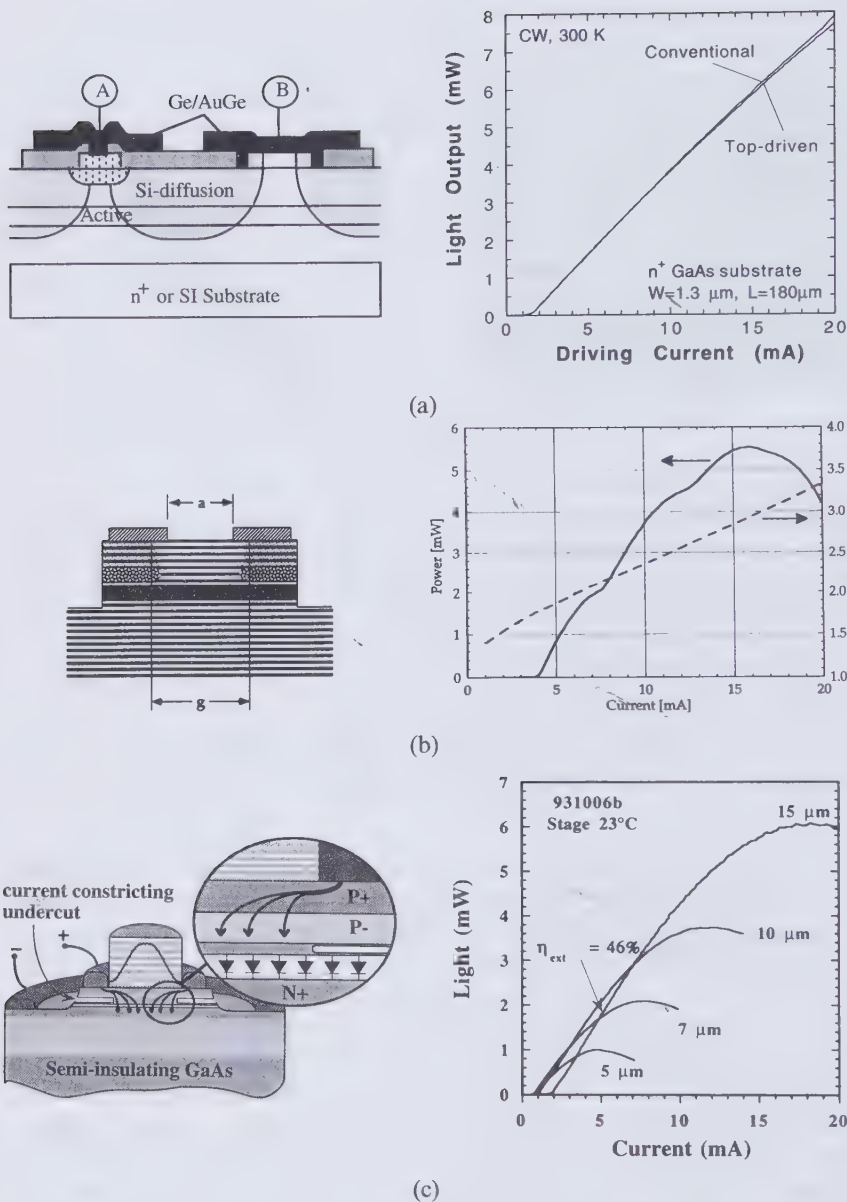 A
B
Ge/AuGe
Si-diffusion
Active
n⁺ or SI Substrate
CW, 300 K
Conventional
Top-driven
n⁺ GaAs substrate
W=1.3 µm, L=180µm
Light Output (mW)
8
7
6
5
4
3
2
1
0
0
5
10
15
20
Driving Current (mA)
(a)
a
g
Power [mW]
6
5
4
3
2
1
0
5
10
15
20
Current [mA]
4.0
3.5
3.0
2.5
2.0
1.5
1.0
(b)
current constricting
undercut
−
+
P+
P-
N+
Semi-insulating GaAs
931006b
Stage 23°C
15 µm
10 µm
η_ext = 46%
7 µm
5 µm
Light (mW)
7
6
5
4
3
2
1
0
0
5
10
15
20
Current (mA)
(c)